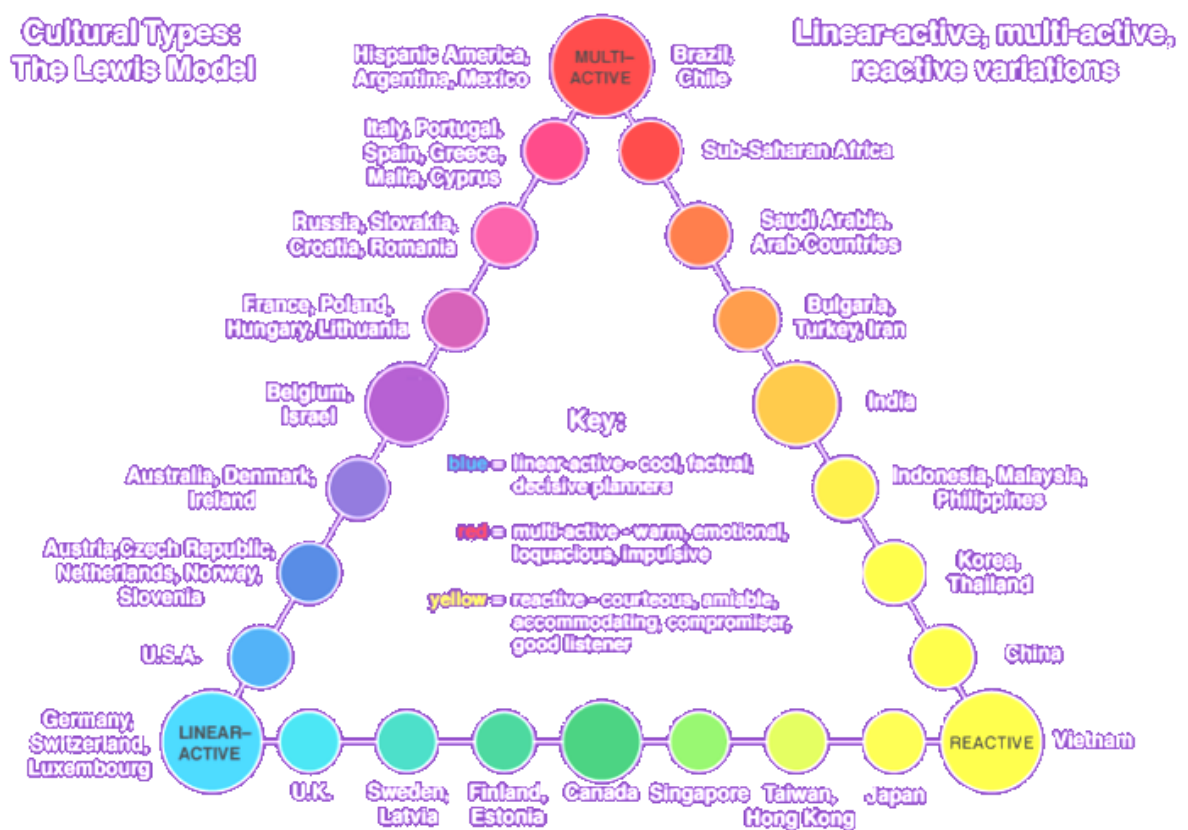 Cultural Types:
The Lewis Model
Linear-active, multi-active,
reactive variations
Hispanic America,
Argentina, Mexico
MULTI-
ACTIVE
Brazil,
Chile
Italy, Portugal,
Spain, Greece,
Malta, Cyprus
Sub-Saharan Africa
Russia, Slovakia,
Croatia, Romania
Saudi Arabia,
Arab Countries
France, Poland,
Hungary, Lithuania
Bulgaria,
Turkey, Iran
Belgium,
Israel
India
Key:
blue = linear-active - cool, factual,
decisive planners
red = multi-active - warm, emotional,
loquacious, impulsive
yellow = reactive - courteous, amiable,
accommodating, compromiser,
good listener
Australia, Denmark,
Ireland
Indonesia, Malaysia,
Philippines
Austria,Czech Republic,
Netherlands, Norway,
Slovenia
Korea,
Thailand
U.S.A.
China
Germany,
Switzerland,
Luxembourg
LINEAR-
ACTIVE
REACTIVE
Vietnam
U.K.
Sweden,
Latvia
Finland,
Estonia
Canada
Singapore
Taiwan,
Hong Kong
Japan